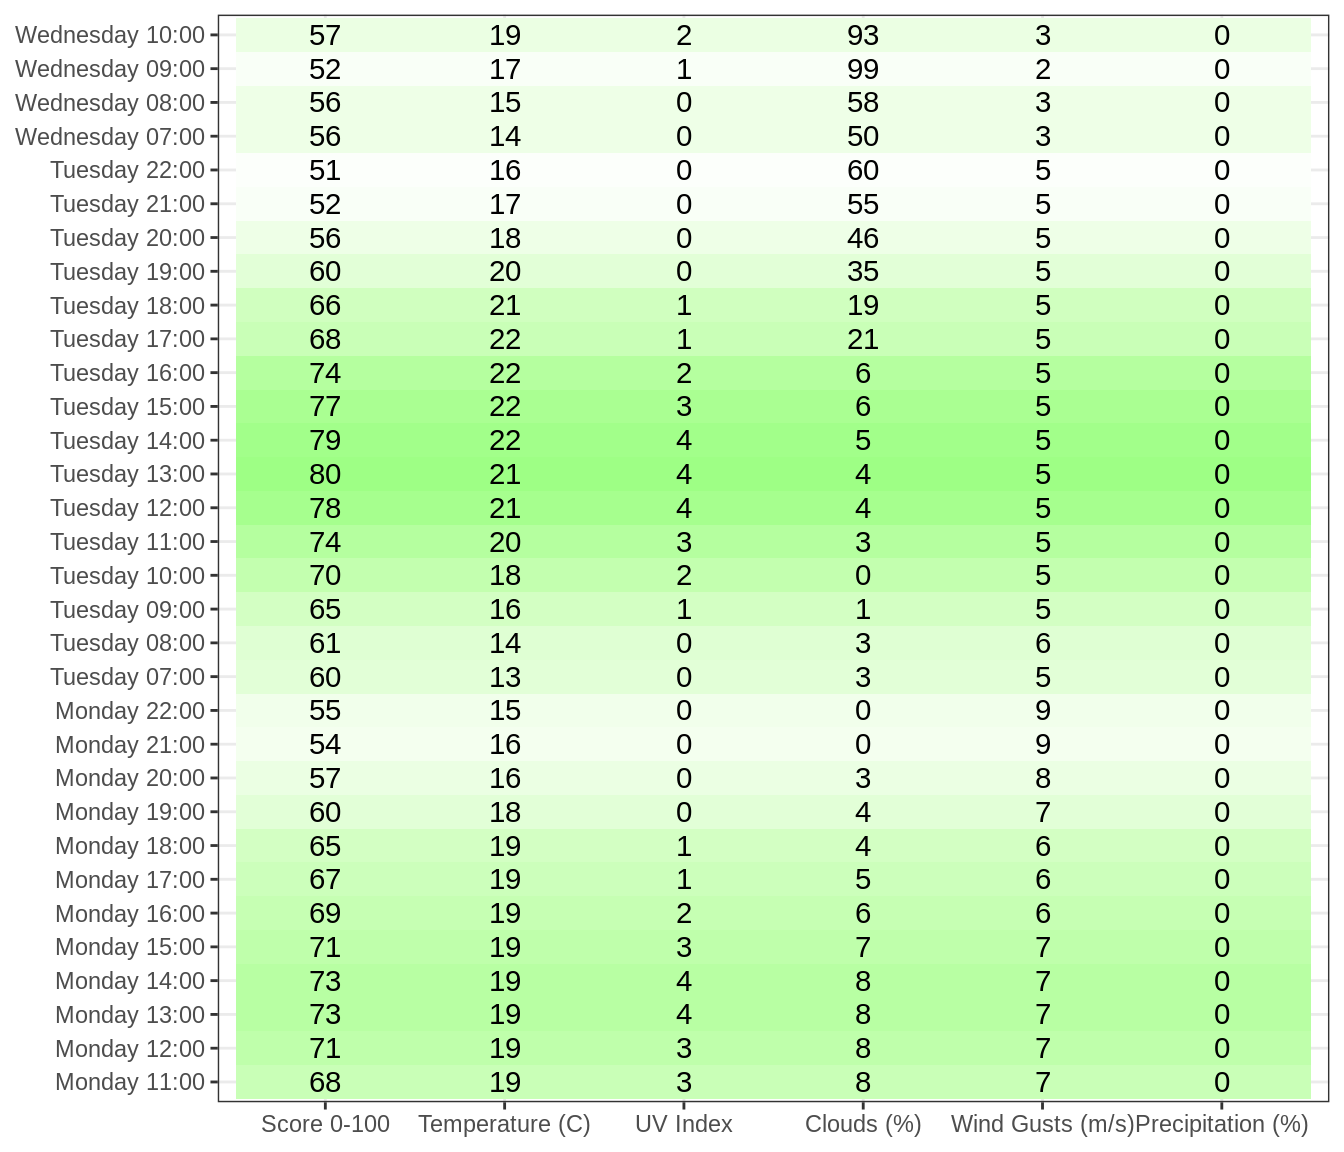 Wednesday 10:00 57 19 2 93 3 0
Wednesday 09:00 52 17 1 99 2 0
Wednesday 08:00 56 15 0 58 3 0
Wednesday 07:00 56 14 0 50 3 0
Tuesday 22:00 51 16 0 60 5 0
Tuesday 21:00 52 17 0 55 5 0
Tuesday 20:00 56 18 0 46 5 0
Tuesday 19:00 60 20 0 35 5 0
Tuesday 18:00 66 21 1 19 5 0
Tuesday 17:00 68 22 1 21 5 0
Tuesday 16:00 74 22 2 6 5 0
Tuesday 15:00 77 22 3 6 5 0
Tuesday 14:00 79 22 4 5 5 0
Tuesday 13:00 80 21 4 4 5 0
Tuesday 12:00 78 21 4 4 5 0
Tuesday 11:00 74 20 3 3 5 0
Tuesday 10:00 70 18 2 0 5 0
Tuesday 09:00 65 16 1 1 5 0
Tuesday 08:00 61 14 0 3 6 0
Tuesday 07:00 60 13 0 3 5 0
Monday 22:00 55 15 0 0 9 0
Monday 21:00 54 16 0 0 9 0
Monday 20:00 57 16 0 3 8 0
Monday 19:00 60 18 0 4 7 0
Monday 18:00 65 19 1 4 6 0
Monday 17:00 67 19 1 5 6 0
Monday 16:00 69 19 2 6 6 0
Monday 15:00 71 19 3 7 7 0
Monday 14:00 73 19 4 8 7 0
Monday 13:00 73 19 4 8 7 0
Monday 12:00 71 19 3 8 7 0
Monday 11:00 68 19 3 8 7 0
Score 0-100 Temperature (C) UV Index Clouds (%) Wind Gusts (m/s) Precipitation (%)